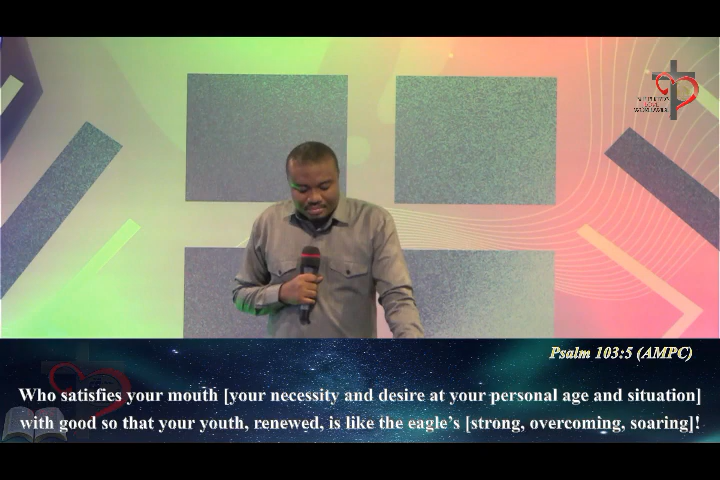 LOVE
Psalm 103:5 (AMPC)
Who satisfies your mouth [your necessity and desire at your personal age and situation]
with good so that your youth, renewed, is like the eagle's [strong, overcoming, soaring]!